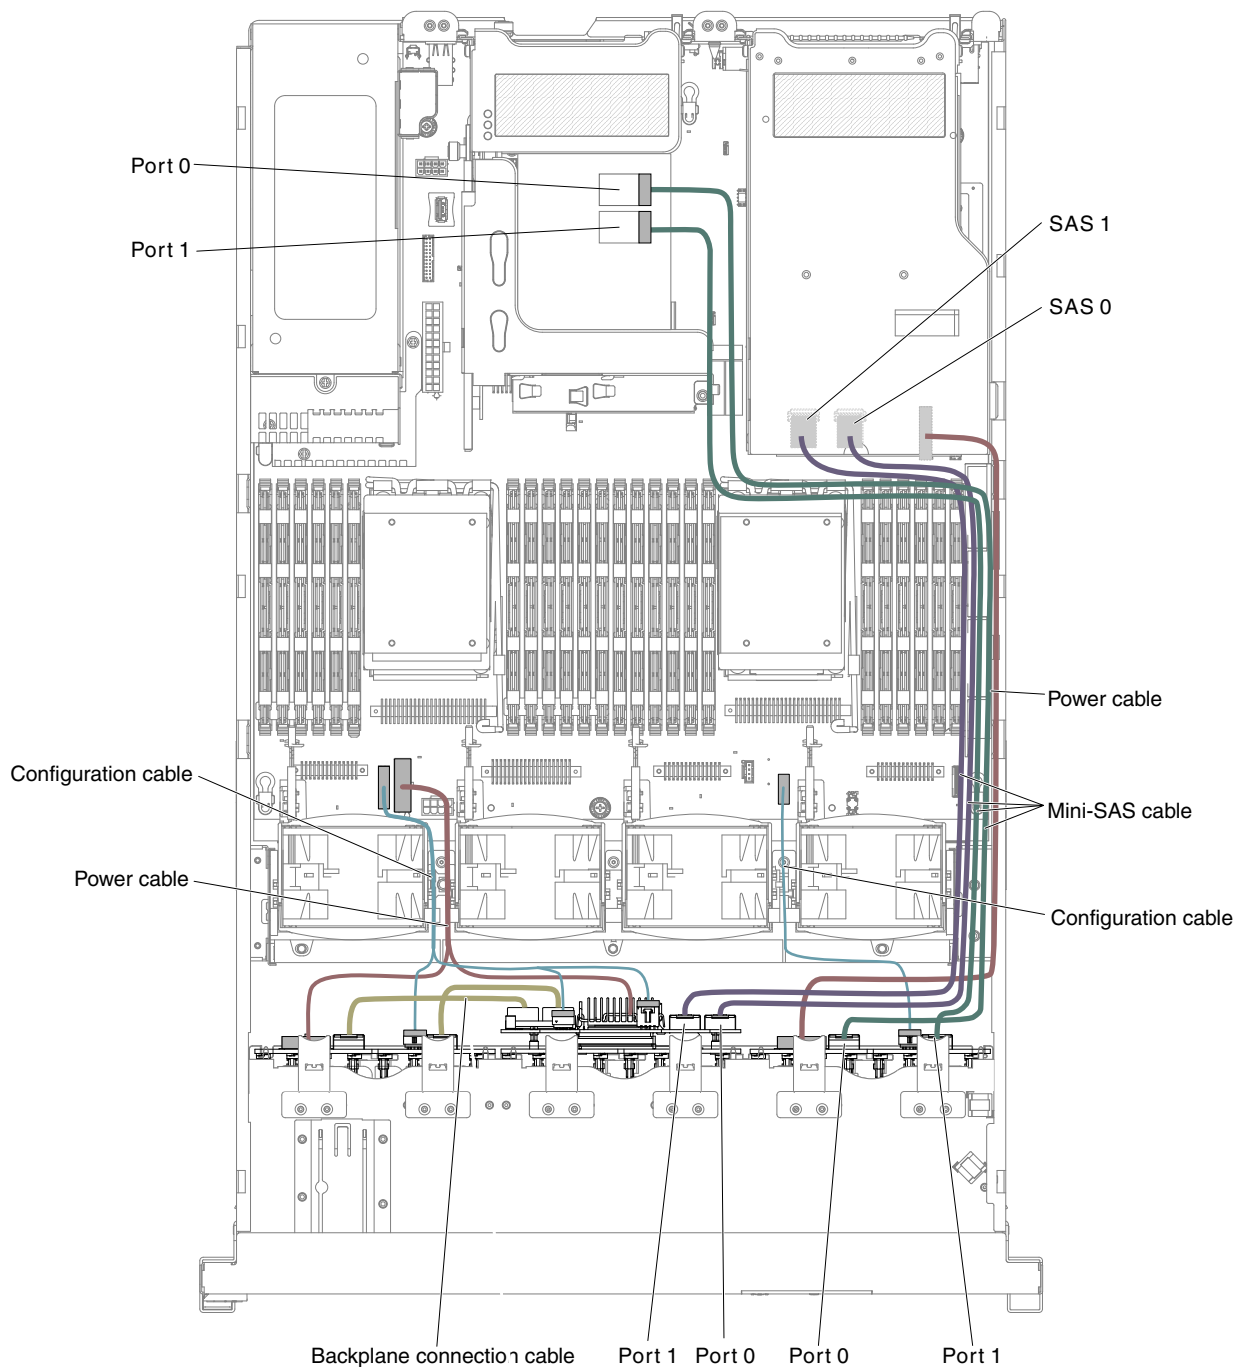 Port 0
Port 1
SAS 1
SAS 0
Power cable
Configuration cable
Mini-SAS cable
Power cable
Configuration cable
Backplane connection cable
Port 1
Port 0
Port 0
Port 1